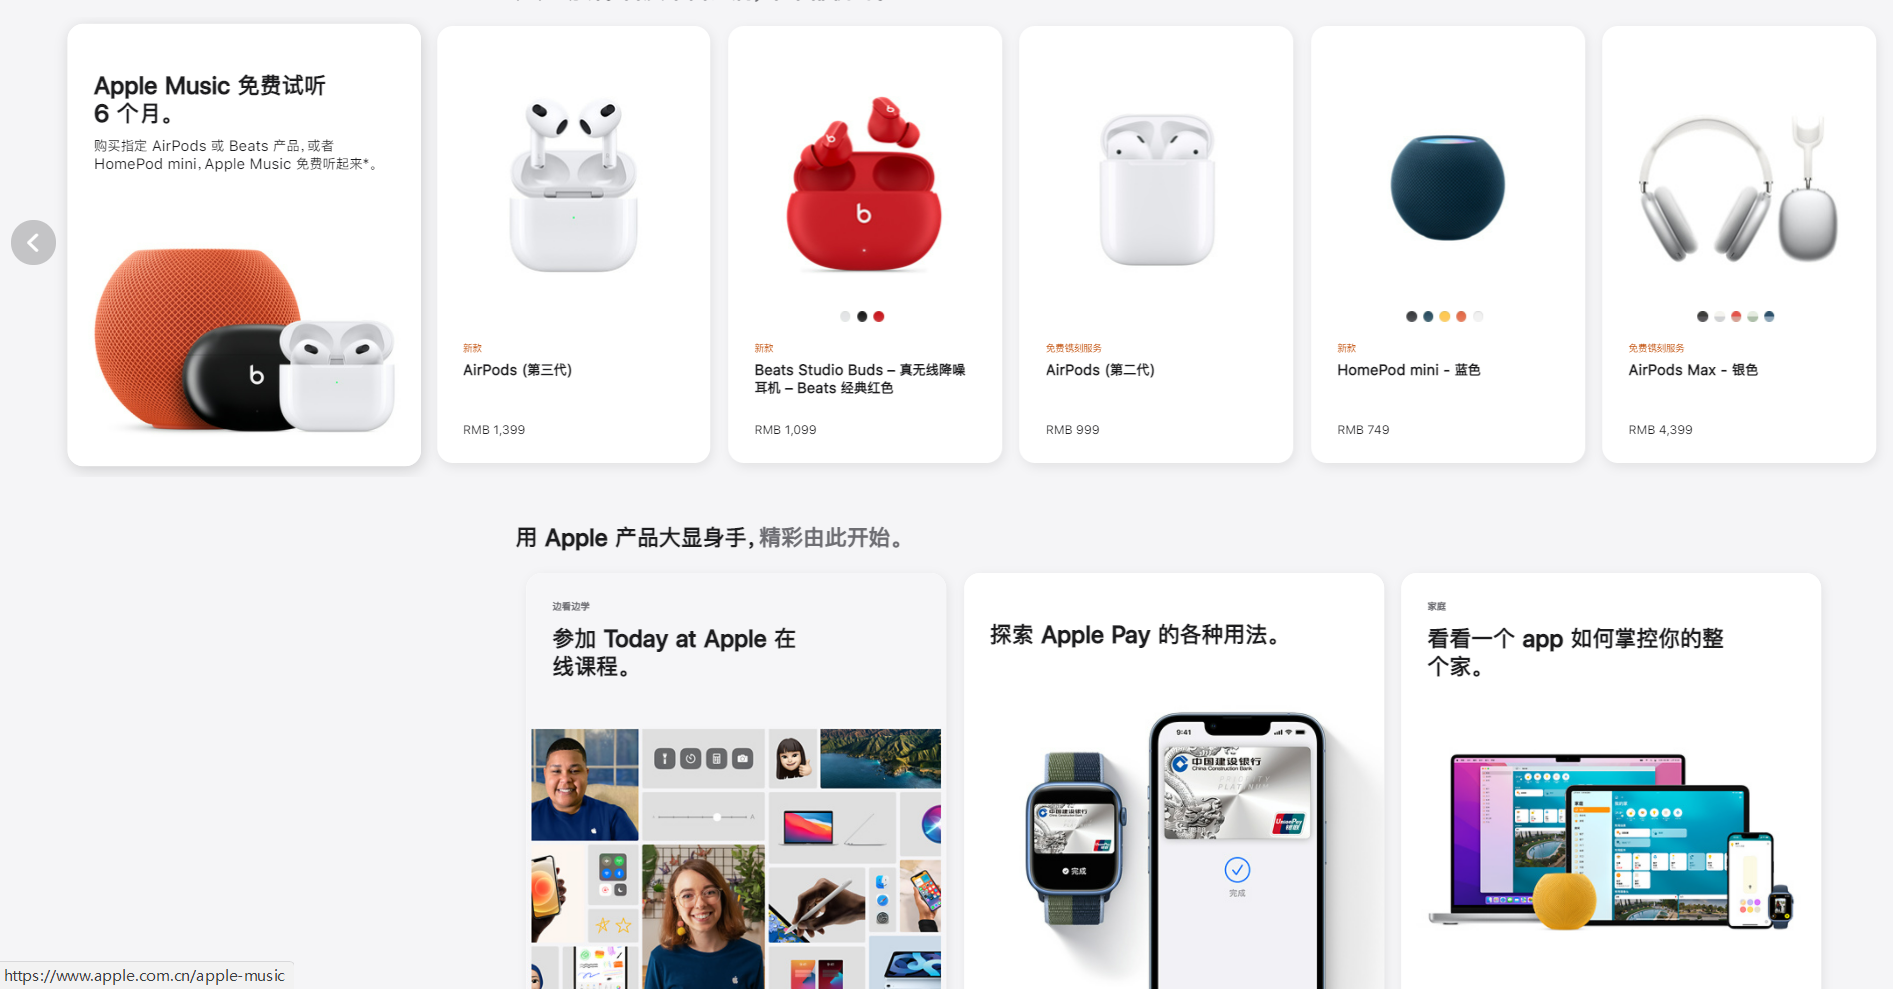 Apple Music 免费试听
6 个月。
购买指定 AirPods 或 Beats 产品，或者
HomePod mini，Apple Music 免费听起来*。
新款
AirPods (第三代)
RMB 1,399
新款
Beats Studio Buds – 真无线降噪
耳机 – Beats 经典红色
RMB 1,099
免费镌刻服务
AirPods (第二代)
RMB 999
新款
HomePod mini - 蓝色
RMB 749
免费镌刻服务
AirPods Max - 银色
RMB 4,399
用 Apple 产品大显身手，精彩由此开始。
边看边学
参加 Today at Apple 在
线课程。
探索 Apple Pay 的各种用法。
9:41
中国建设银行
China Construction Bank
PRIORITY
PLATINUM
UnionPay
银联
完成
中国建设银行
China Construction Bank
完成
家庭
看看一个 app 如何掌控你的整
个家。
https://www.apple.com.cn/apple-music